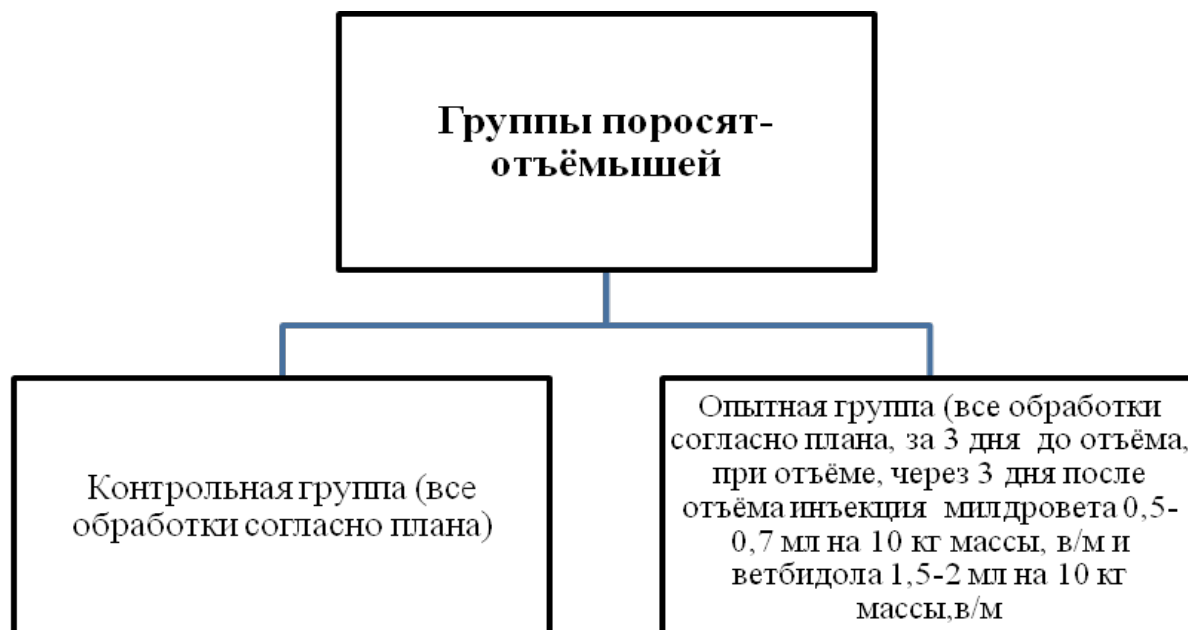 Группы поросят-
отъёмышей
Контрольная группа (все
обработки согласно плана)
Опытная группа (все обработки
согласно плана, за 3 дня до отъёма,
при отъёме, через 3 дня после
отъёма инъекция милдровета 0,5-
0,7 мл на 10 кг массы, в/м и
ветбидола 1,5-2 мл на 10 кг
массы,в/м